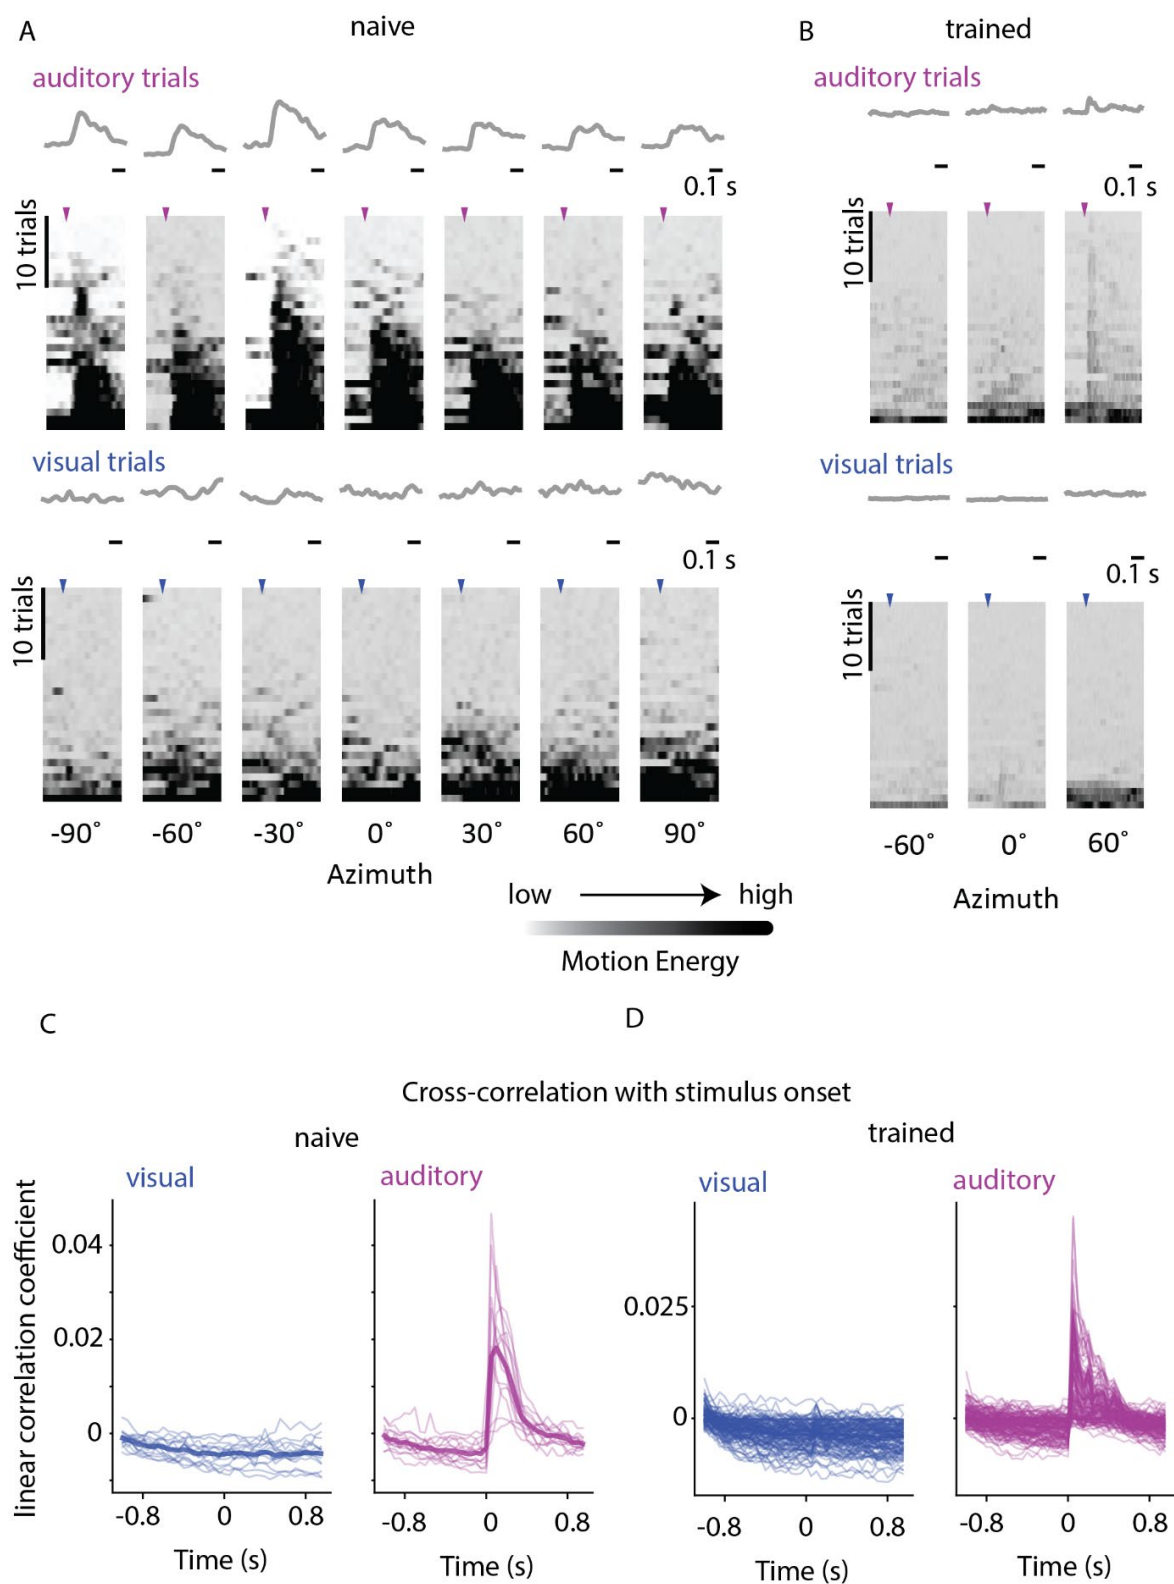 A
naive
auditory trials
0.1 s
10 trials
visual trials
0.1 s
10 trials
-90° -60° -30° 0° 30° 60° 90°
Azimuth
low high
Motion Energy
B
trained
auditory trials
0.1 s
10 trials
visual trials
0.1 s
10 trials
-60° 0° 60°
Azimuth
C
D
Cross-correlation with stimulus onset
naive
trained
visual
auditory
visual
auditory
linear correlation coefficient
0.04
0.02
0
0.025
0
-0.8 0 0.8
-0.8 0 0.8
-0.8 0 0.8
-0.8 0 0.8
Time (s)
Time (s)
Time (s)
Time (s)